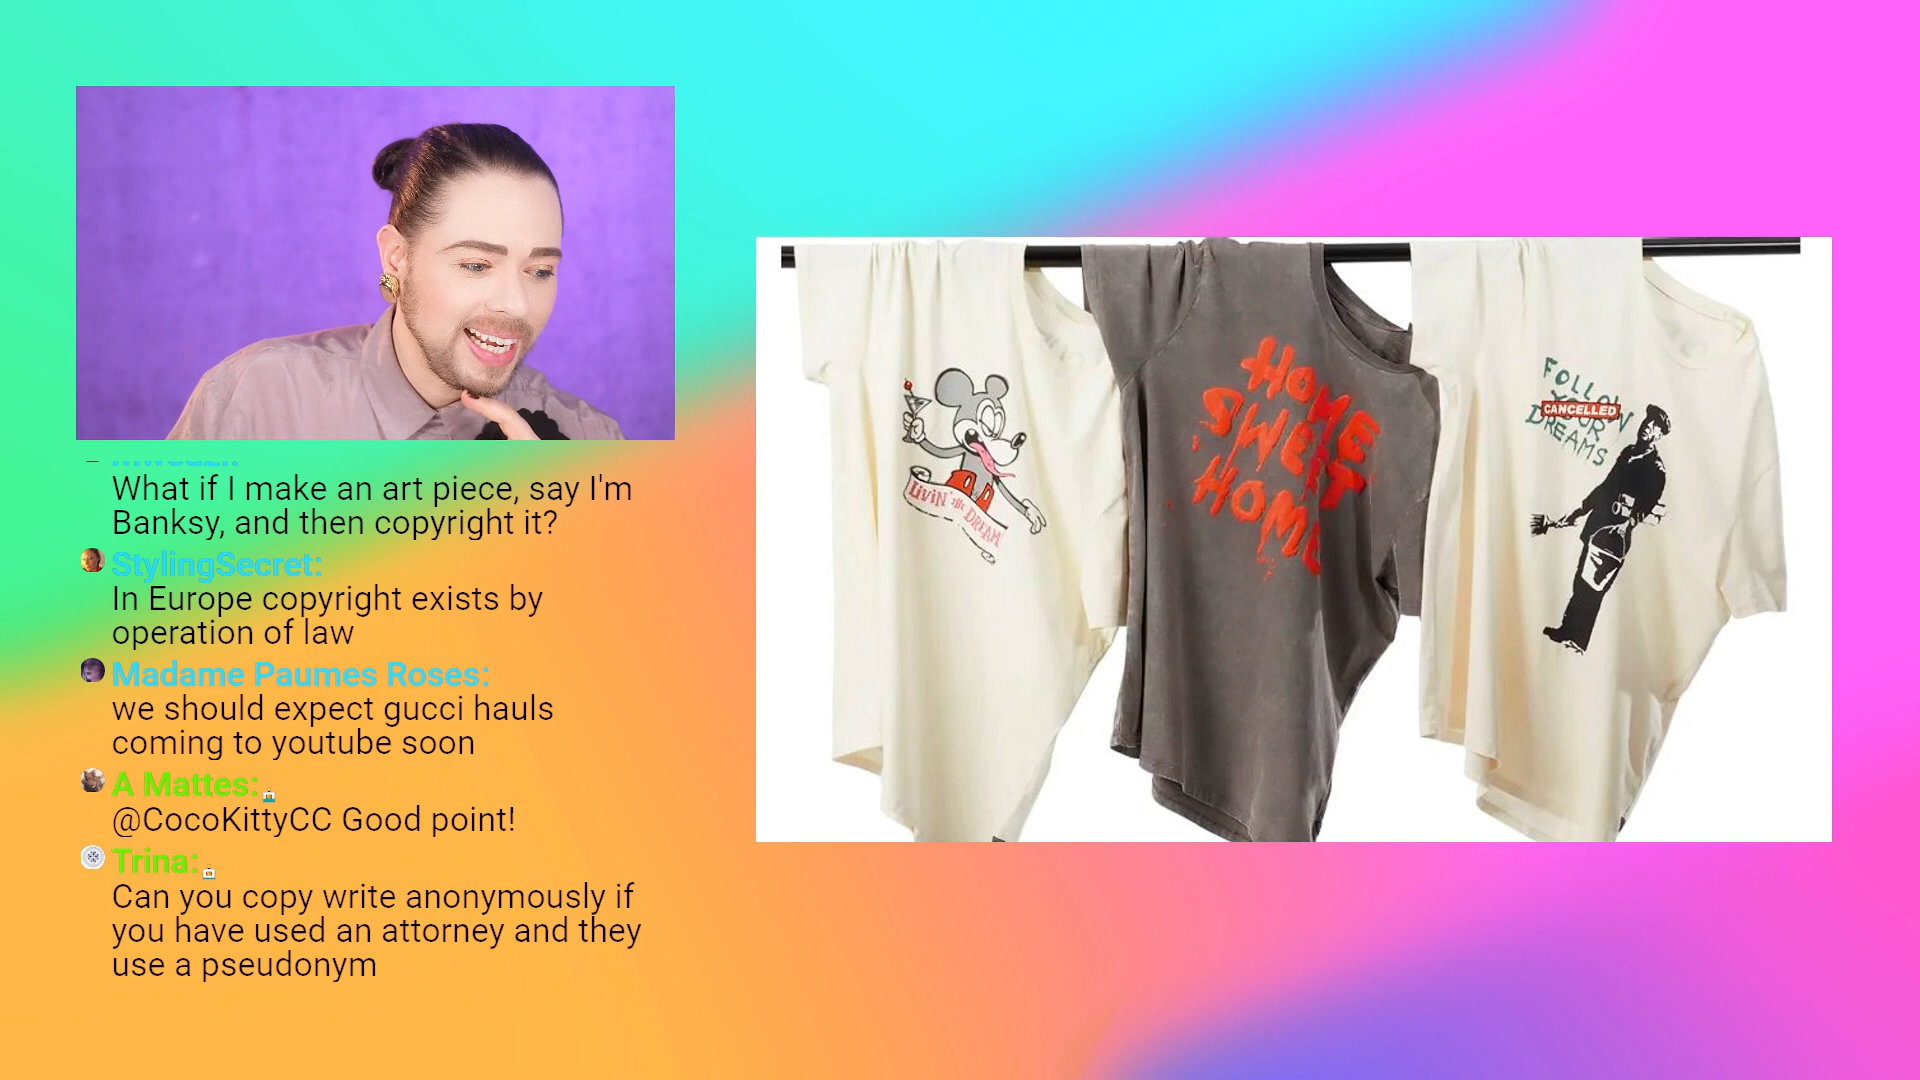 What if I make an art piece, say I'm
Banksy, and then copyright it?
StylingSecret:
In Europe copyright exists by
operation of law
Madame Paumes Roses:
we should expect gucci hauls
coming to youtube soon
A Mattes:
@CocoKittyCC Good point!
Trina:
Can you copy write anonymously if
you have used an attorney and they
use a pseudonym
LIVIN' THE DREAM
HOME
SWEET
HOME
FOLLOW
CANCELLED
YOUR
DREAMS